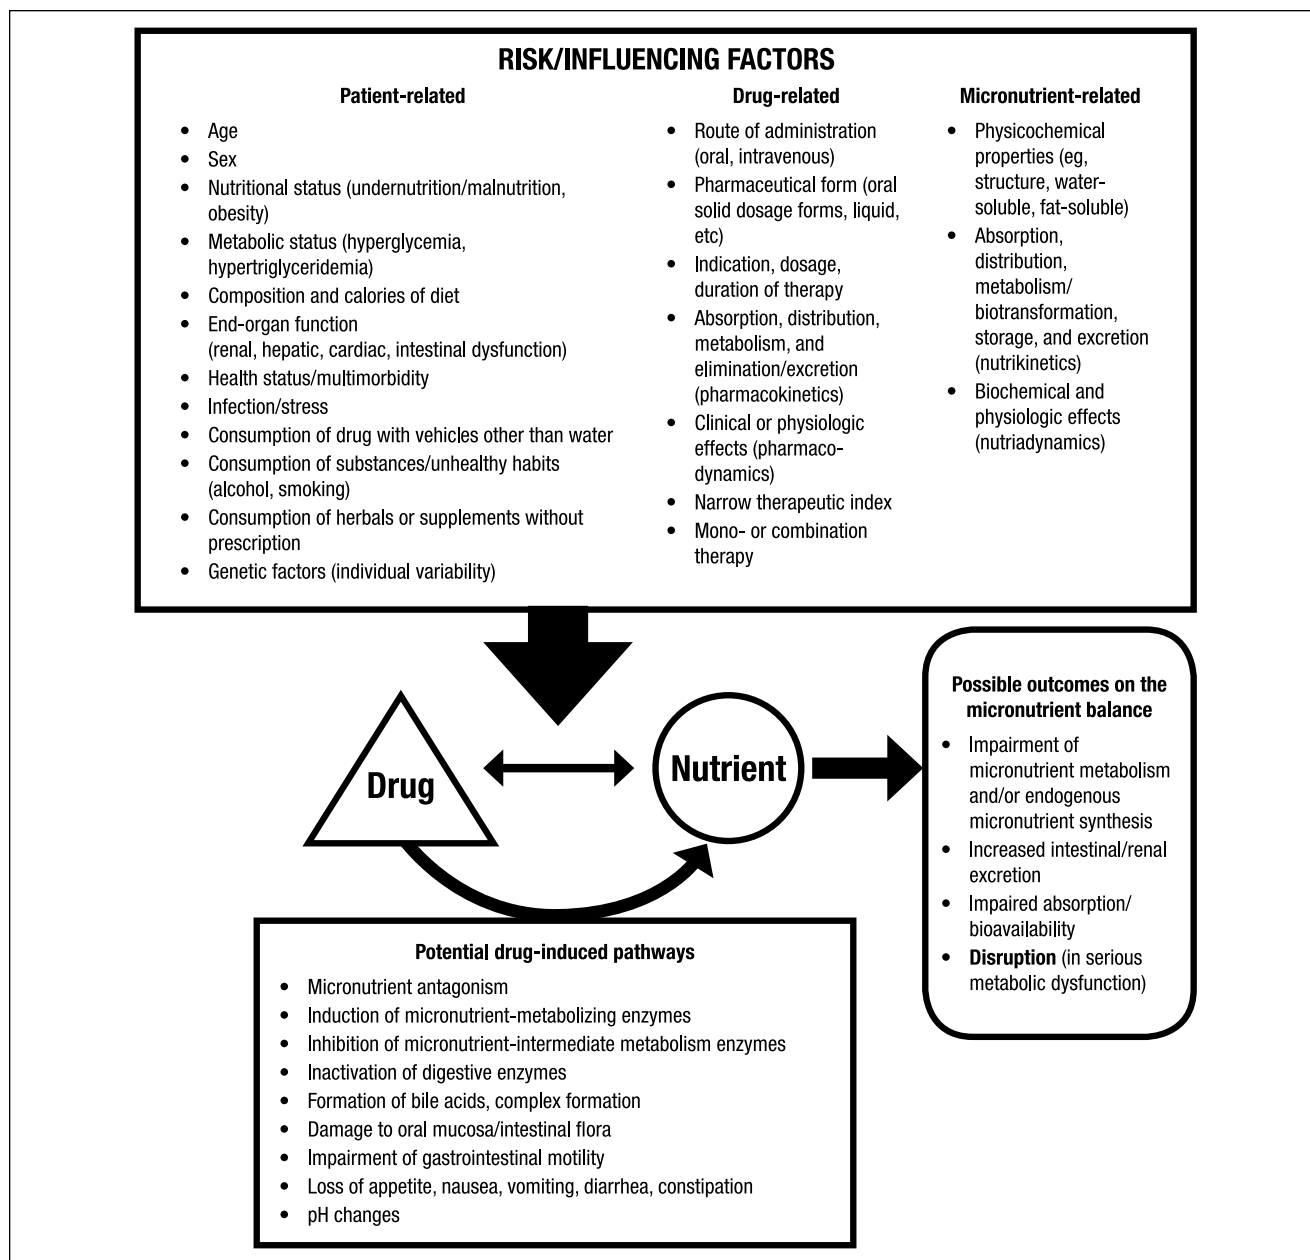 RISK/INFLUENCING FACTORS
Patient-related
• Age
• Sex
• Nutritional status (undernutrition/malnutrition,
obesity)
• Metabolic status (hyperglycemia,
hypertriglyceridemia)
• Composition and calories of diet
• End-organ function
(renal, hepatic, cardiac, intestinal dysfunction)
• Health status/multimorbidity
• Infection/stress
• Consumption of drug with vehicles other than water
• Consumption of substances/unhealthy habits
(alcohol, smoking)
• Consumption of herbals or supplements without
prescription
• Genetic factors (individual variability)
Drug-related
• Route of administration
(oral, intravenous)
• Pharmaceutical form (oral
solid dosage forms, liquid,
etc)
• Indication, dosage,
duration of therapy
• Absorption, distribution,
metabolism, and
elimination/excretion
(pharmacokinetics)
• Clinical or physiologic
effects (pharmaco-
dynamics)
• Narrow therapeutic index
• Mono- or combination
therapy
Micronutrient-related
• Physicochemical
properties (eg,
structure, water-
soluble, fat-soluble)
• Absorption,
distribution,
metabolism/
biotransformation,
storage, and excretion
(nutrikinetics)
• Biochemical and
physiologic effects
(nutriadynamics)
Drug
Nutrient
Possible outcomes on the
micronutrient balance
• Impairment of
micronutrient metabolism
and/or endogenous
micronutrient synthesis
• Increased intestinal/renal
excretion
• Impaired absorption/
bioavailability
• Disruption (in serious
metabolic dysfunction)
Potential drug-induced pathways
• Micronutrient antagonism
• Induction of micronutrient-metabolizing enzymes
• Inhibition of micronutrient-intermediate metabolism enzymes
• Inactivation of digestive enzymes
• Formation of bile acids, complex formation
• Damage to oral mucosa/intestinal flora
• Impairment of gastrointestinal motility
• Loss of appetite, nausea, vomiting, diarrhea, constipation
• pH changes